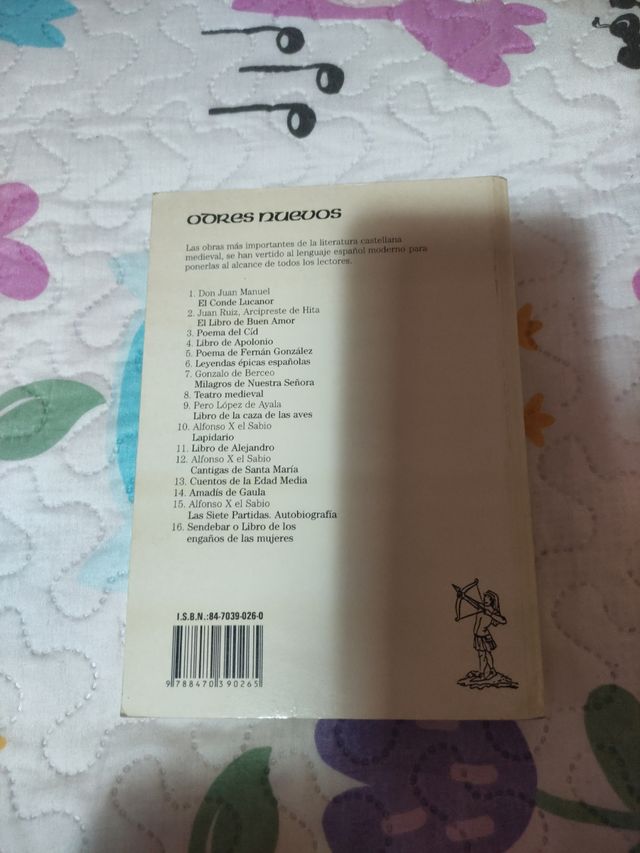 ODRES NUEVOS
Las obras más importantes de la literatura castellana
medieval, se han vertido al lenguaje español moderno para
ponerlas al alcance de todos los lectores.
1. Don Juan Manuel
El Conde Lucanor
2. Juan Ruiz, Arcipreste de Hita
El Libro de Buen Amor
3. Poema del Cíd
4. Libro de Apolonio
5. Poema de Fernán González
6. Leyendas épicas españolas
7. Gonzalo de Berceo
Milagros de Nuestra Señora
8. Teatro medieval
9. Pero López de Ayala
Libro de la caza de las aves
10. Alfonso X el Sabio
Lapidario
11. Libro de Alejandro
12. Alfonso X el Sabio
Cantigas de Santa María
13. Cuentos de la Edad Media
14. Amadís de Gaula
15. Alfonso X el Sabio
Las Siete Partidas. Autobiografía
16. Sendebar o Libro de los
engaños de las mujeres
I.S.B.N.:84-7039-026-0
9 788470 390265